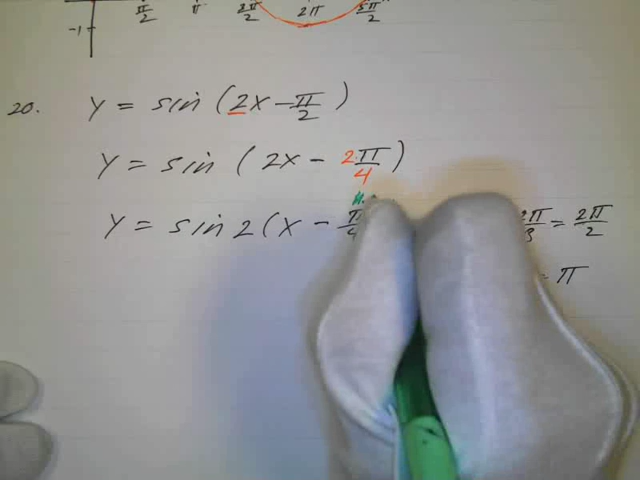 -1 π/2 π 3π/2 2π 5π/2
20. y = sin (2x - π/2)
y = sin (2x - 2π/4)
y = sin 2(x - π/4 2π/B = 2π/2
= π